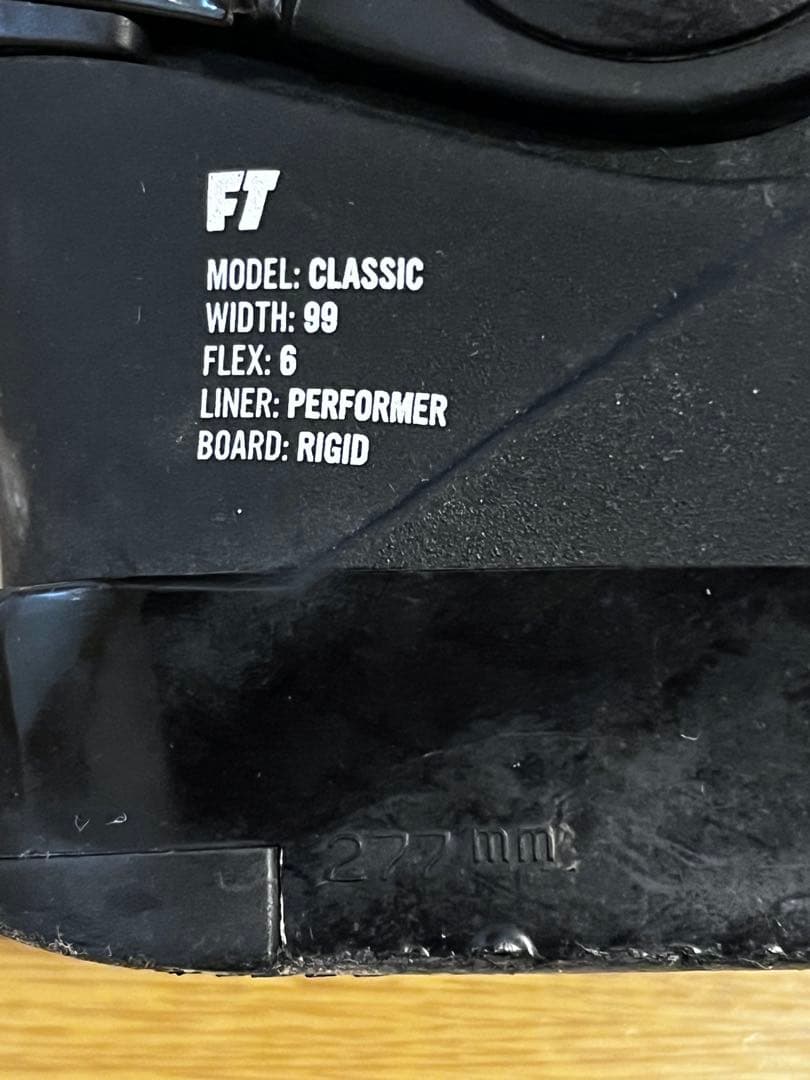 FT
MODEL: CLASSIC
WIDTH: 99
FLEX: 6
LINER: PERFORMER
BOARD: RIGID
277 mm